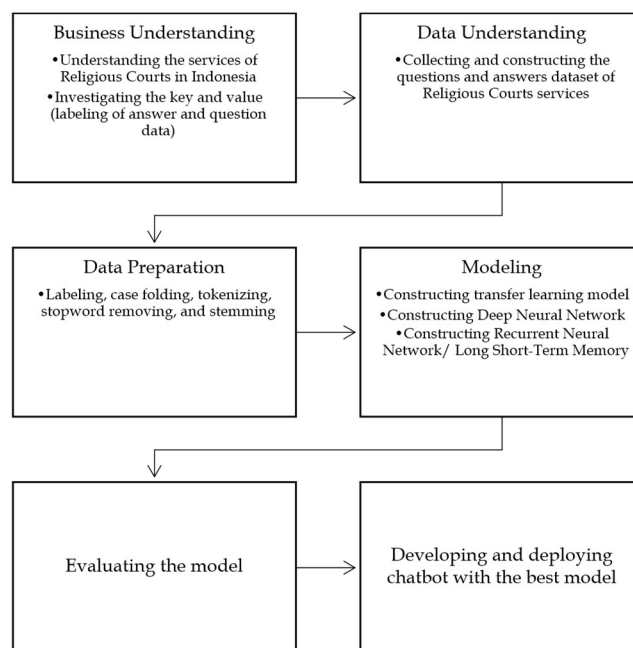 Business Understanding
•Understanding the services of
Religious Courts in Indonesia
•Investigating the key and value
(labeling of answer and question
data)
Data Understanding
•Collecting and constructing the
questions and answers dataset of
Religious Courts services
Data Preparation
•Labeling, case folding, tokenizing,
stopword removing, and stemming
Modeling
•Constructing transfer learning model
•Constructing Deep Neural Network
•Constructing Recurrent Neural
Network/ Long Short-Term Memory
Evaluating the model
Developing and deploying
chatbot with the best model